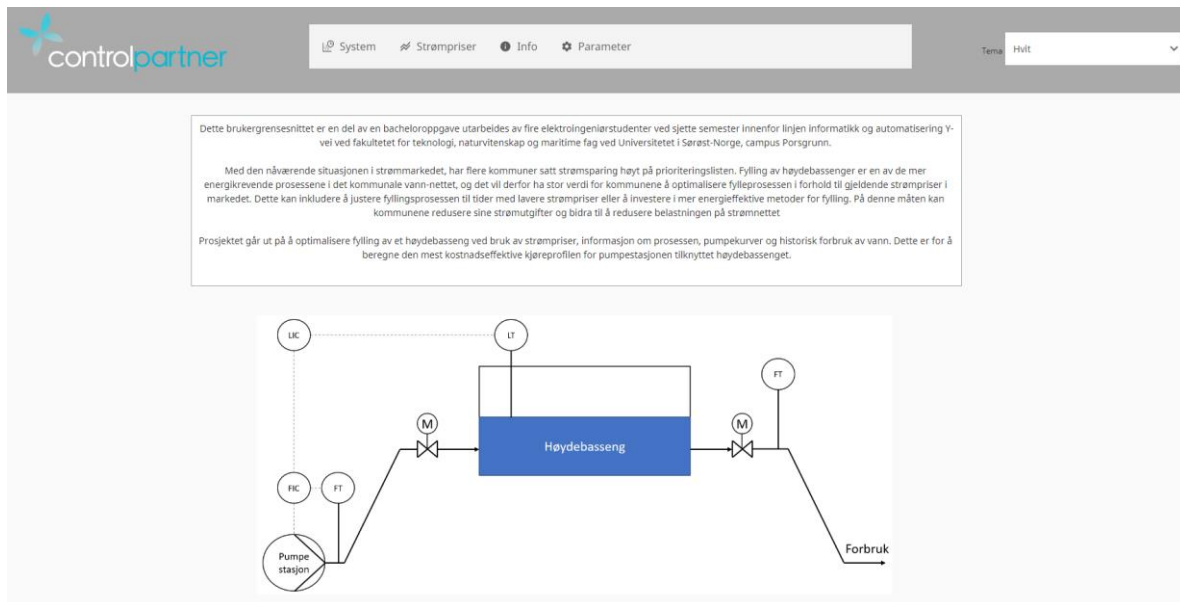 controlpartner
System Strømpriser Info Parameter
Tema Hvit
Dette brukergrensesnittet er en del av en bacheloroppgave utarbeides av fire elektroingeniørstudenter ved sjette semester innenfor linjen informatikk og automatisering Y-
vei ved fakultetet for teknologi, naturvitenskap og maritime fag ved Universitetet i Sørøst-Norge, campus Porsgrunn.
Med den nåværende situasjonen i strømmarkedet, har flere kommuner satt strømsparing høyt på prioriteringslisten. Fylling av høydebassenger er en av de mer
energikrevende prosessene i det kommunale vann-nettet, og det vil derfor ha stor verdi for kommunene å optimalisere fylleprosessen i forhold til gjeldende strømpriser i
markedet. Dette kan inkludere å justere fyllingsprosessen til tider med lavere strømpriser eller å investere i mer energieffektive metoder for fylling. På denne måten kan
kommunene redusere sine strømutgifter og bidra til å redusere belastningen på strømnettet
Prosjektet går ut på å optimalisere fylling av et høydebasseng ved bruk av strømpriser, informasjon om prosessen, pumpekurver og historisk forbruk av vann. Dette er for å
beregne den mest kostnadseffektive kjøreprofilen for pumpestasjonen tilknyttet høydebassenget.
LIC
LT
FT
M
M
Høydebasseng
FIC
FT
Pumpe
stasjon
Forbruk